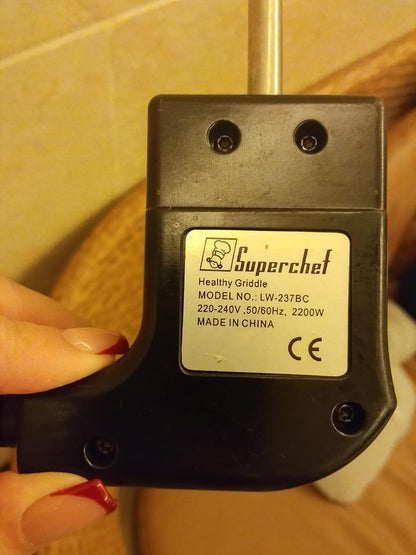 Superchef
Healthy Griddle
MODEL NO.: LW-237BC
220-240V ,50/60Hz, 2200W
MADE IN CHINA
CE